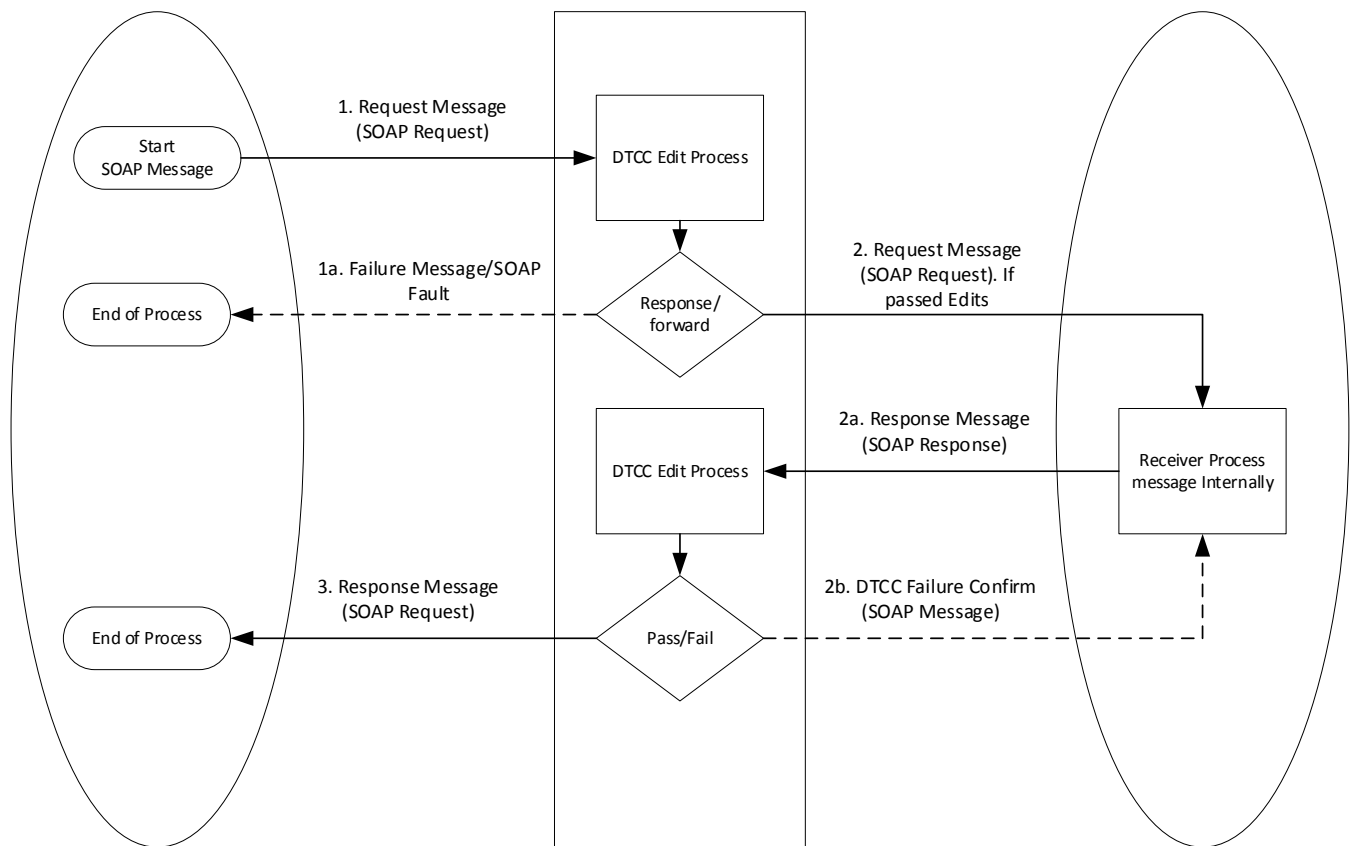 1. Request Message
(SOAP Request)
Start
SOAP Message
DTCC Edit Process
1a. Failure Message/SOAP
Fault
2. Request Message
(SOAP Request). If
passed Edits
End of Process
Response/
forward
2a. Response Message
(SOAP Response)
DTCC Edit Process
Receiver Process
message Internally
3. Response Message
(SOAP Request)
2b. DTCC Failure Confirm
(SOAP Message)
End of Process
Pass/Fail